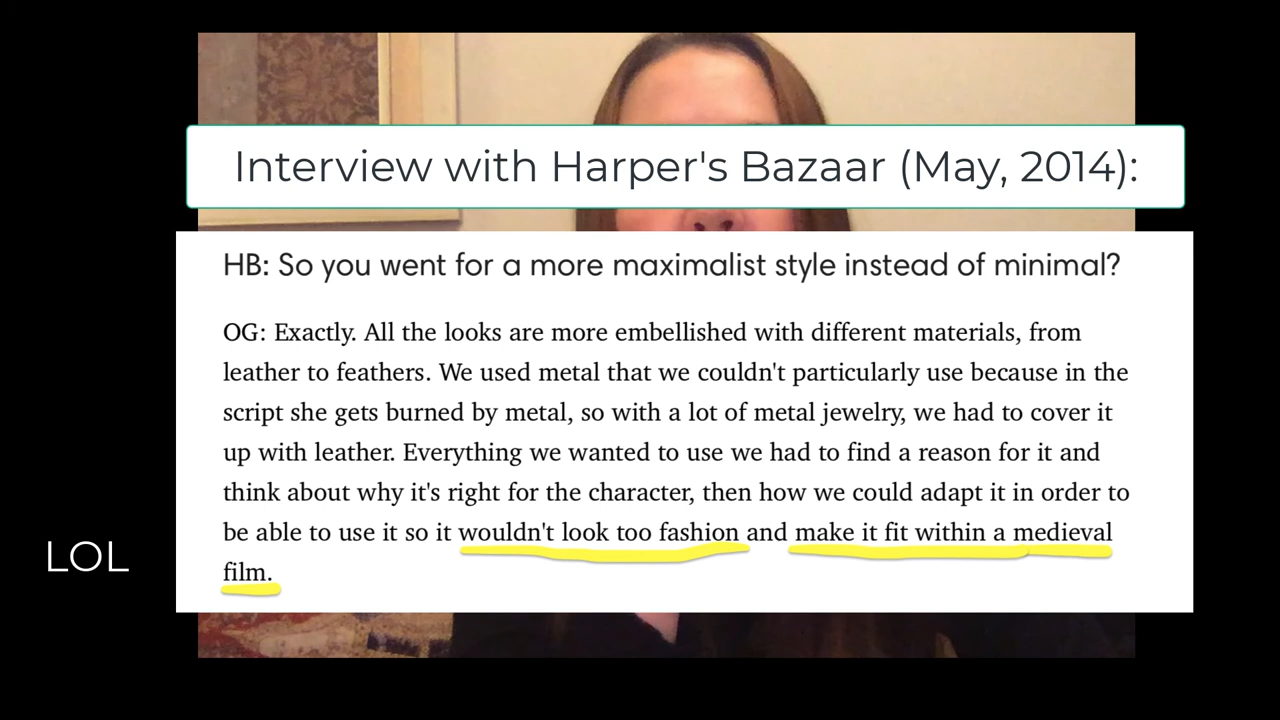 Interview with Harper's Bazaar (May, 2014):
HB: So you went for a more maximalist style instead of minimal?
OG: Exactly. All the looks are more embellished with different materials, from
leather to feathers. We used metal that we couldn't particularly use because in the
script she gets burned by metal, so with a lot of metal jewelry, we had to cover it
up with leather. Everything we wanted to use we had to find a reason for it and
think about why it's right for the character, then how we could adapt it in order to
be able to use it so it wouldn't look too fashion and make it fit within a medieval
film.
LOL